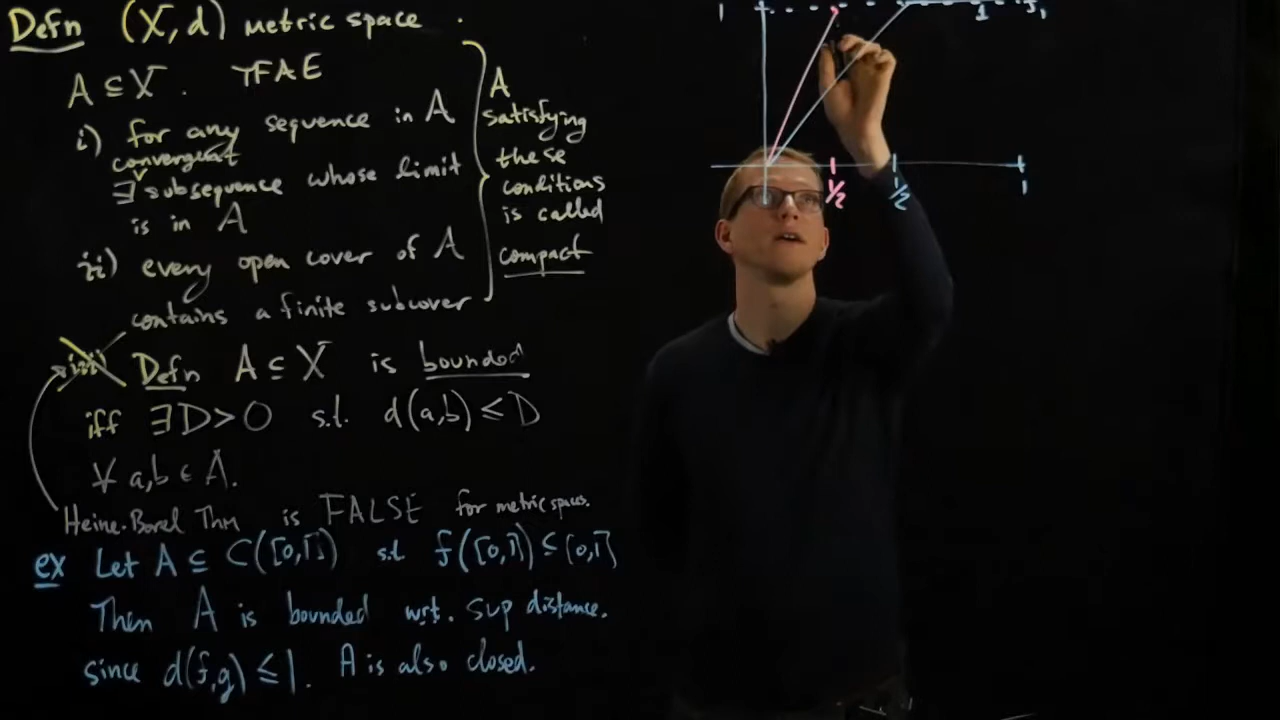 Defn (X, d) metric space.
A ⊆ X. TFAE
i) for any sequence in A
convergent
∃ subsequence whose limit
is in A
ii) every open cover of A
contains a finite subcover
A
satisfying
these
conditions
is called
compact
iii) Defn A ⊆ X is bounded
iff ∃D>0 s.t. d(a,b) ≤ D
∀ a,b ∈ A.
Heine-Borel Thm is FALSE for metric spaces.
ex Let A ⊆ C([0,1]) s.t. f([0,1]) ⊆ [0,1]
Then A is bounded wrt. sup distance.
since d(f,g) ≤ 1. A is also closed.
1
1/2
1/2
1